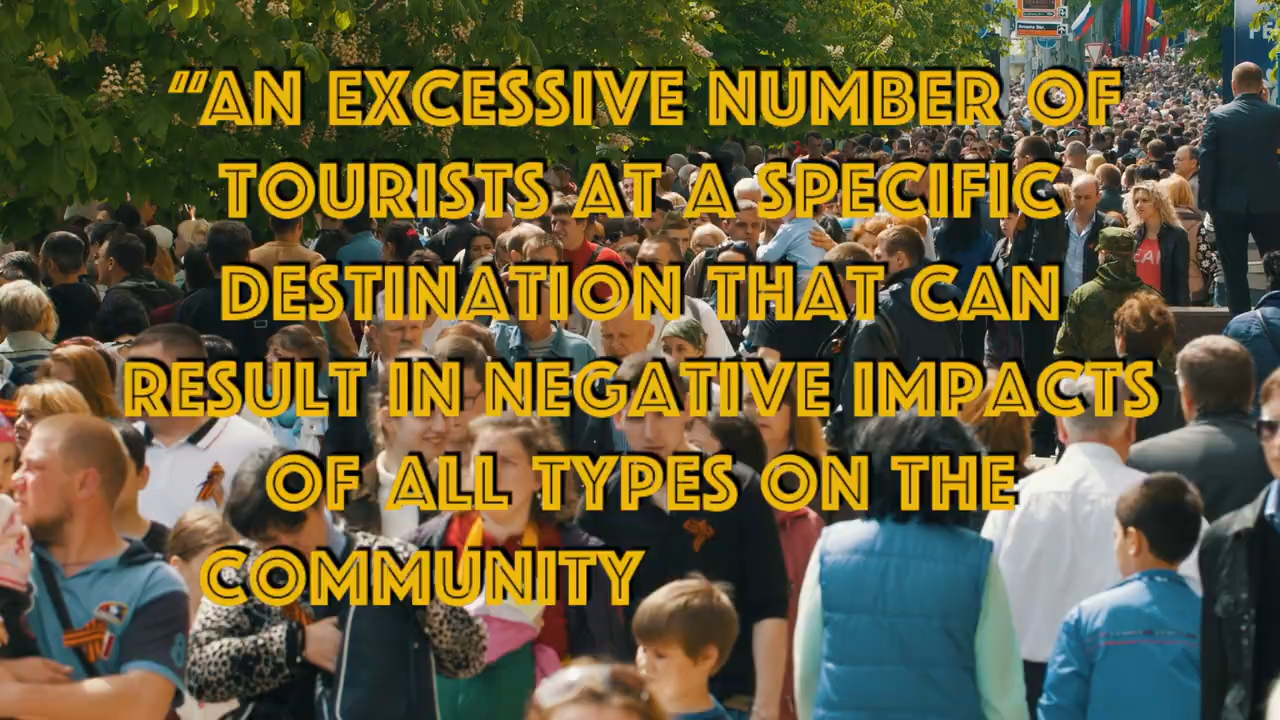 “AN EXCESSIVE NUMBER OF
TOURISTS AT A SPECIFIC
DESTINATION THAT CAN
RESULT IN NEGATIVE IMPACTS
OF ALL TYPES ON THE
COMMUNITY